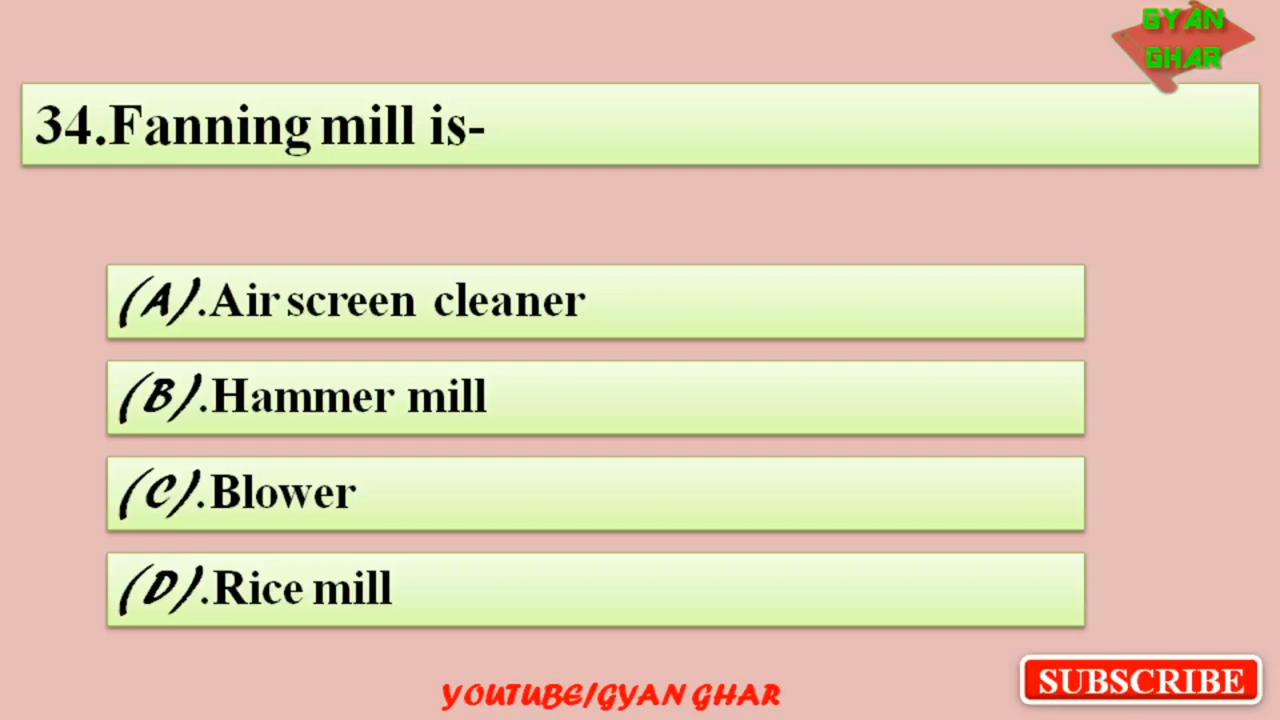 GYAN
GHAR
34.Fanning mill is-
(A).Air screen cleaner
(B).Hammer mill
(C).Blower
(D).Rice mill
YOUTUBE/GYAN GHAR
SUBSCRIBE